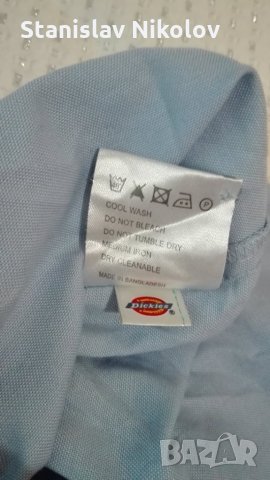 Stanislav Nikolov
COOL WASH
DO NOT BLEACH
DO NOT TUMBLE DRY
MEDIUM IRON
DRY CLEANABLE
MADE IN BANGLADESH
Dickies
BAZAR